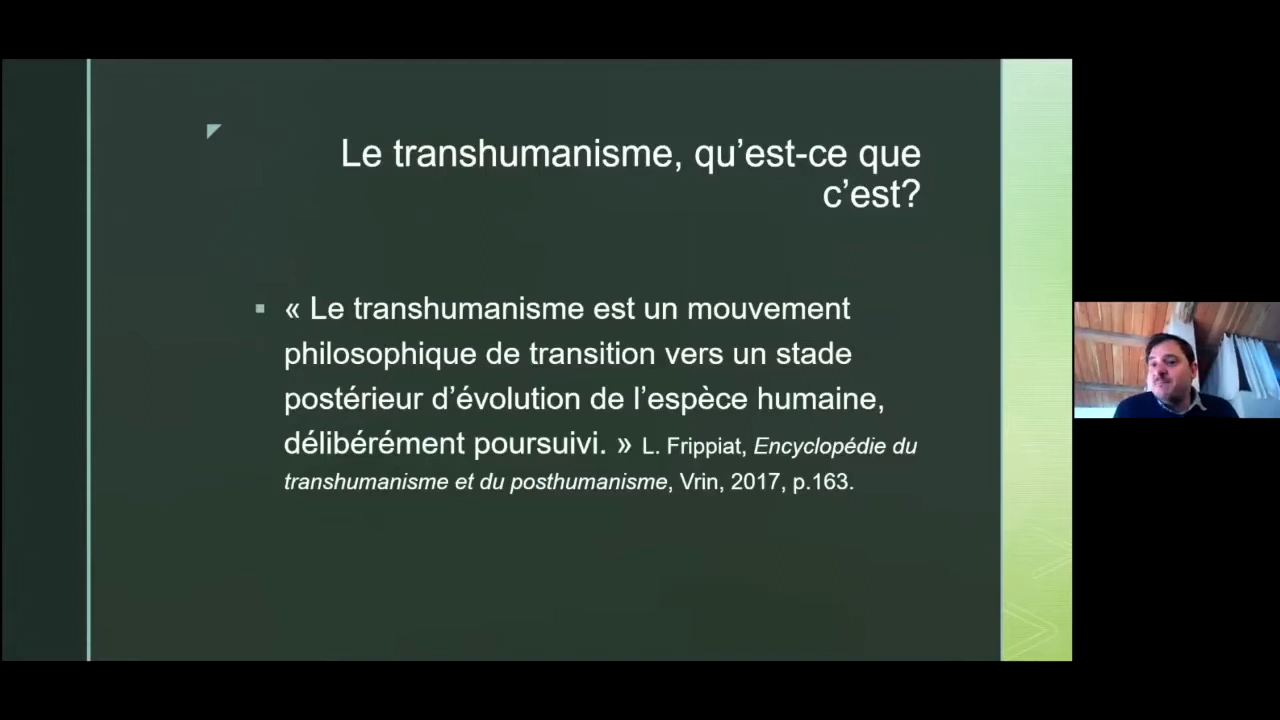 Le transhumanisme, qu’est-ce que
c’est?
▪ « Le transhumanisme est un mouvement
philosophique de transition vers un stade
postérieur d’évolution de l’espèce humaine,
délibérément poursuivi. » L. Frippiat, Encyclopédie du
transhumanisme et du posthumanisme, Vrin, 2017, p.163.